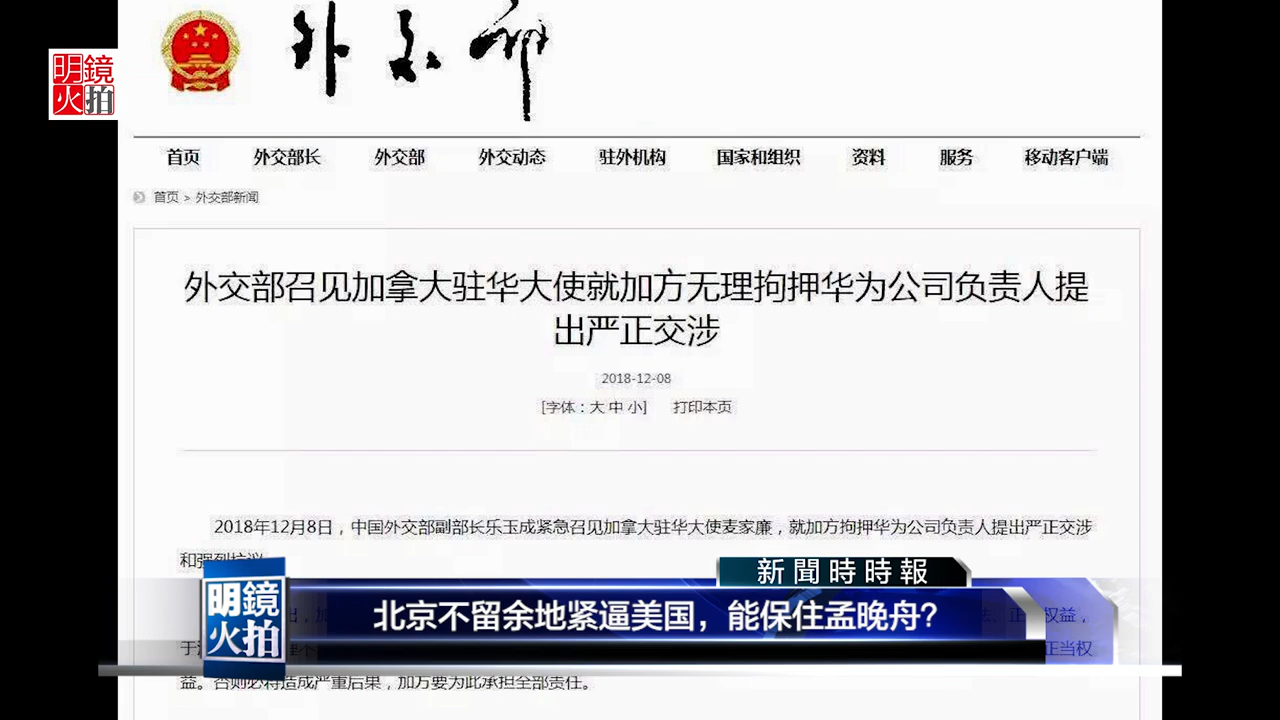 外交部
明鏡
火拍
首页 外交部长 外交部 外交动态 驻外机构 国家和组织 资料 服务 移动客户端
首页 > 外交部新闻
外交部召见加拿大驻华大使就加方无理拘押华为公司负责人提
出严正交涉
2018-12-08
[字体：大 中 小] 打印本页
2018年12月8日，中国外交部副部长乐玉成紧急召见加拿大驻华大使麦家廉，就加方拘押华为公司负责人提出严正交涉
和强烈抗议
新聞時時報
明鏡
火拍
北京不留余地紧逼美国，能保住孟晚舟？
权益，
于
正当权
益。否则必将造成严重后果，加方要为此承担全部责任。